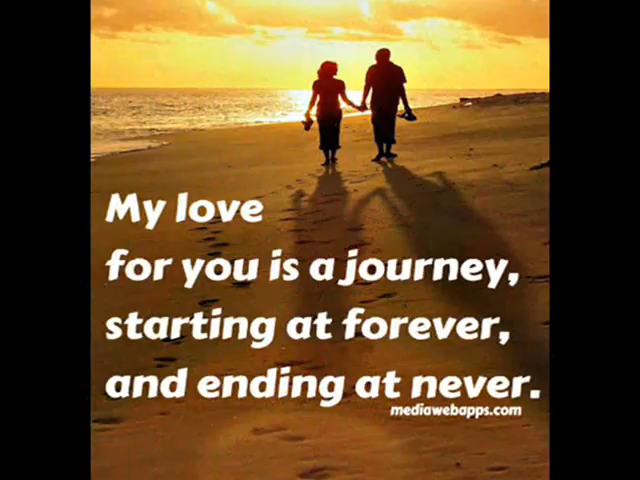 My love
for you is a journey,
starting at forever,
and ending at never.
mediawebapps.com